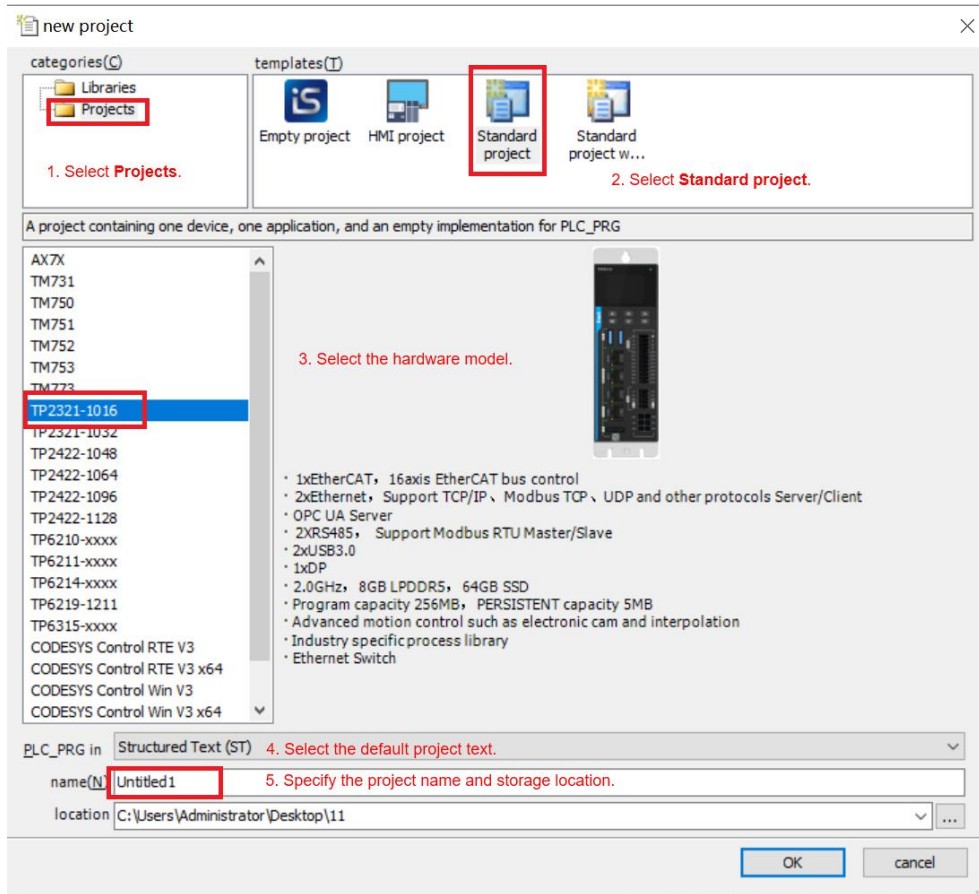 new project
categories(C)
templates(T)
Libraries
Projects
1. Select Projects.
iS
Empty project
HMI project
Standard
project
Standard
project w...
2. Select Standard project.
A project containing one device, one application, and an empty implementation for PLC_PRG
AX7X
TM731
TM750
TM751
TM752
TM753
TM773
TP2321-1016
TP2321-1032
TP2422-1048
TP2422-1064
TP2422-1096
TP2422-1128
TP6210-xxxx
TP6211-xxxx
TP6214-xxxx
TP6219-1211
TP6315-xxxx
CODESYS Control RTE V3
CODESYS Control RTE V3 x64
CODESYS Control Win V3
CODESYS Control Win V3 x64
3. Select the hardware model.
· 1xEtherCAT，16axis EtherCAT bus control
· 2xEthernet，Support TCP/IP、Modbus TCP、UDP and other protocols Server/Client
· OPC UA Server
· 2XRS485， Support Modbus RTU Master/Slave
· 2xUSB3.0
· 1xDP
· 2.0GHz，8GB LPDDR5，64GB SSD
· Program capacity 256MB，PERSISTENT capacity 5MB
· Advanced motion control such as electronic cam and interpolation
· Industry specific process library
· Ethernet Switch
PLC_PRG in Structured Text (ST) 4. Select the default project text.
name(N) Untitled1 5. Specify the project name and storage location.
location C:\Users\Administrator\Desktop\11 ...
OK cancel